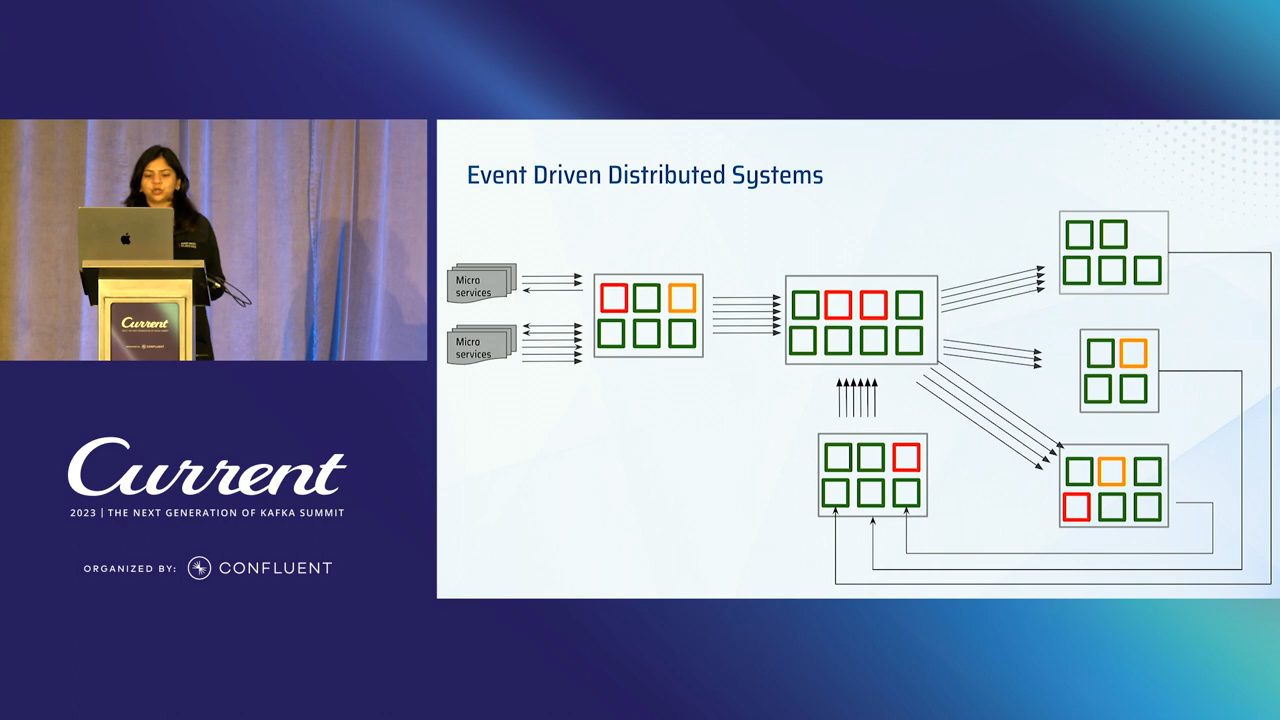 Event Driven Distributed Systems
Micro
services
Micro
services
Current
Current
2023 | THE NEXT GENERATION OF KAFKA SUMMIT
ORGANIZED BY: CONFLUENT